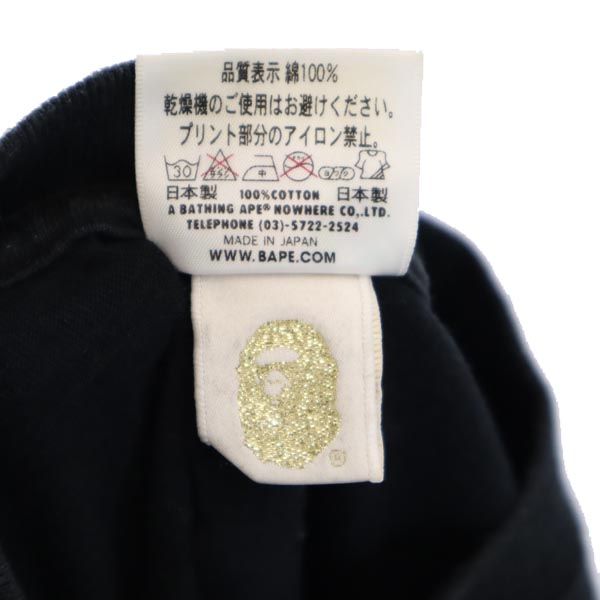 品質表示 綿100%
乾燥機のご使用はお避けください。
プリント部分のアイロン禁止。
30 中
日本製 100%COTTON 日本製
A BATHING APE® NOWHERE CO.,LTD.
TELEPHONE (03)-5722-2524
MADE IN JAPAN
WWW.BAPE.COM
®